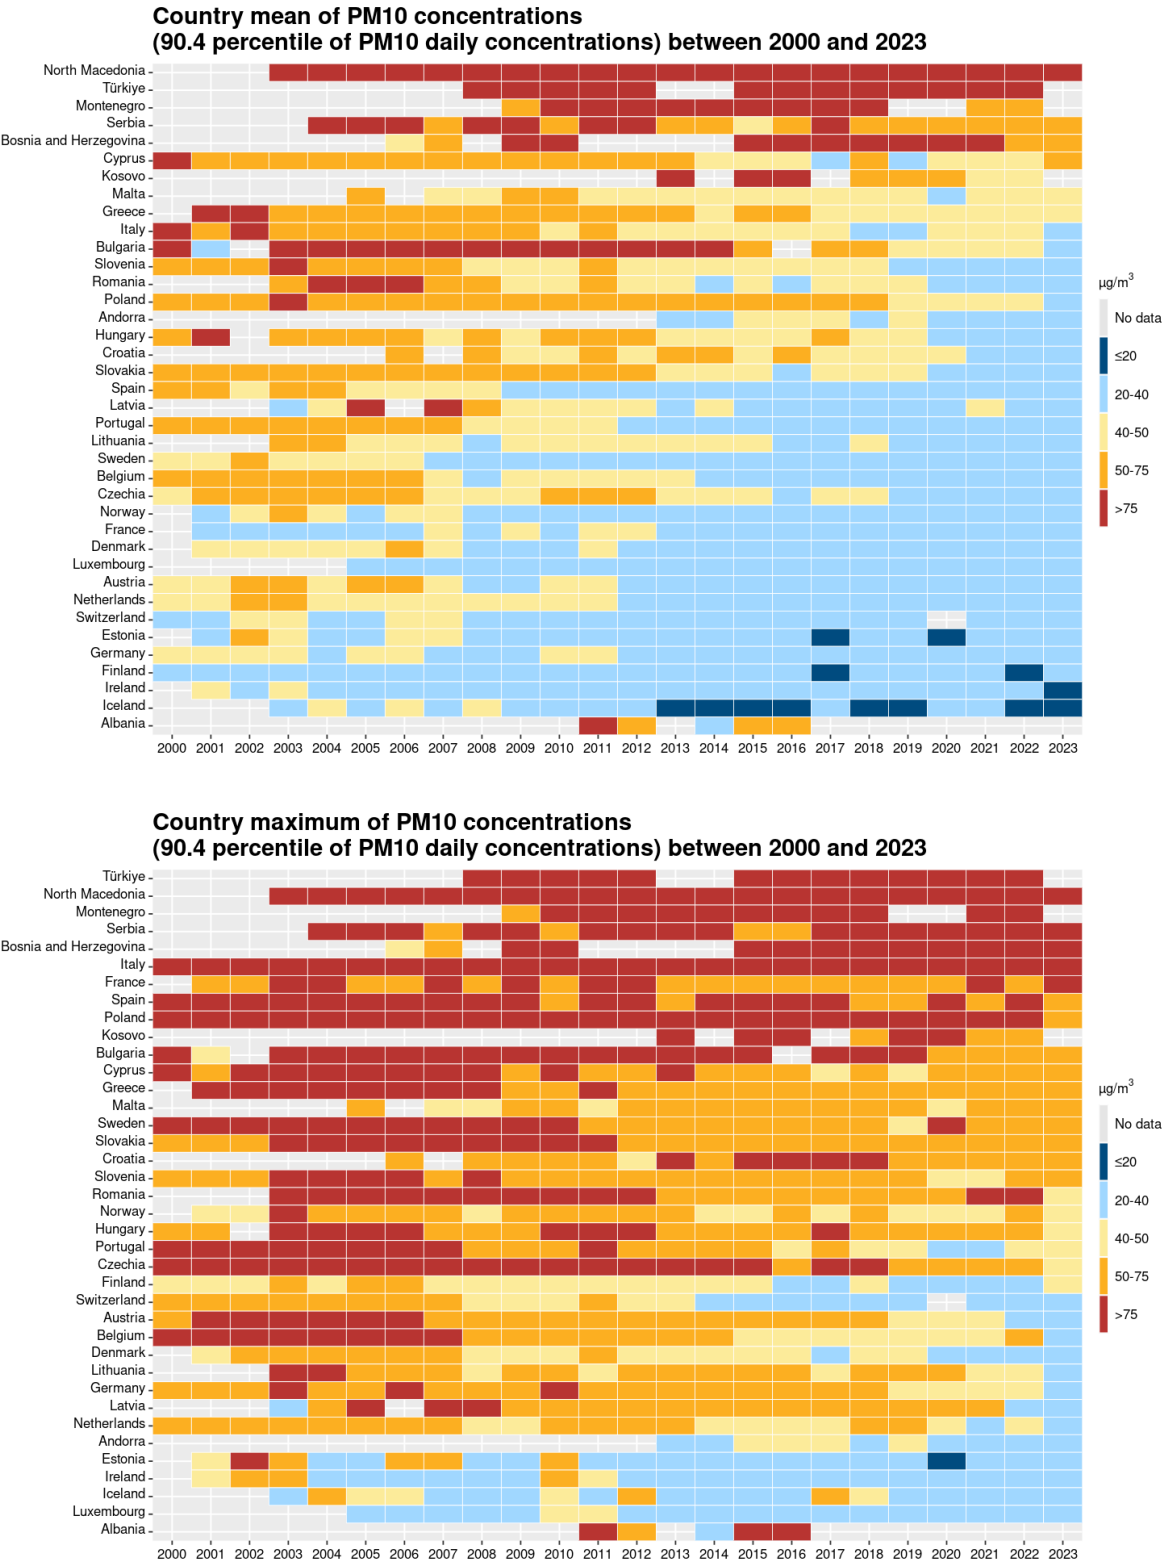 Country mean of PM10 concentrations
(90.4 percentile of PM10 daily concentrations) between 2000 and 2023
North Macedonia
Türkiye
Montenegro
Serbia
Bosnia and Herzegovina
Cyprus
Kosovo
Malta
Greece
Italy
Bulgaria
Slovenia
Romania
Poland
Andorra
Hungary
Croatia
Slovakia
Spain
Latvia
Portugal
Lithuania
Sweden
Belgium
Czechia
Norway
France
Denmark
Luxembourg
Austria
Netherlands
Switzerland
Estonia
Germany
Finland
Ireland
Iceland
Albania
2000 2001 2002 2003 2004 2005 2006 2007 2008 2009 2010 2011 2012 2013 2014 2015 2016 2017 2018 2019 2020 2021 2022 2023
µg/m³
No data
≤20
20-40
40-50
50-75
>75
Country maximum of PM10 concentrations
(90.4 percentile of PM10 daily concentrations) between 2000 and 2023
Türkiye
North Macedonia
Montenegro
Serbia
Bosnia and Herzegovina
Italy
France
Spain
Poland
Kosovo
Bulgaria
Cyprus
Greece
Malta
Sweden
Slovakia
Croatia
Slovenia
Romania
Norway
Hungary
Portugal
Czechia
Finland
Switzerland
Austria
Belgium
Denmark
Lithuania
Germany
Latvia
Netherlands
Andorra
Estonia
Ireland
Iceland
Luxembourg
Albania
2000 2001 2002 2003 2004 2005 2006 2007 2008 2009 2010 2011 2012 2013 2014 2015 2016 2017 2018 2019 2020 2021 2022 2023
µg/m³
No data
≤20
20-40
40-50
50-75
>75